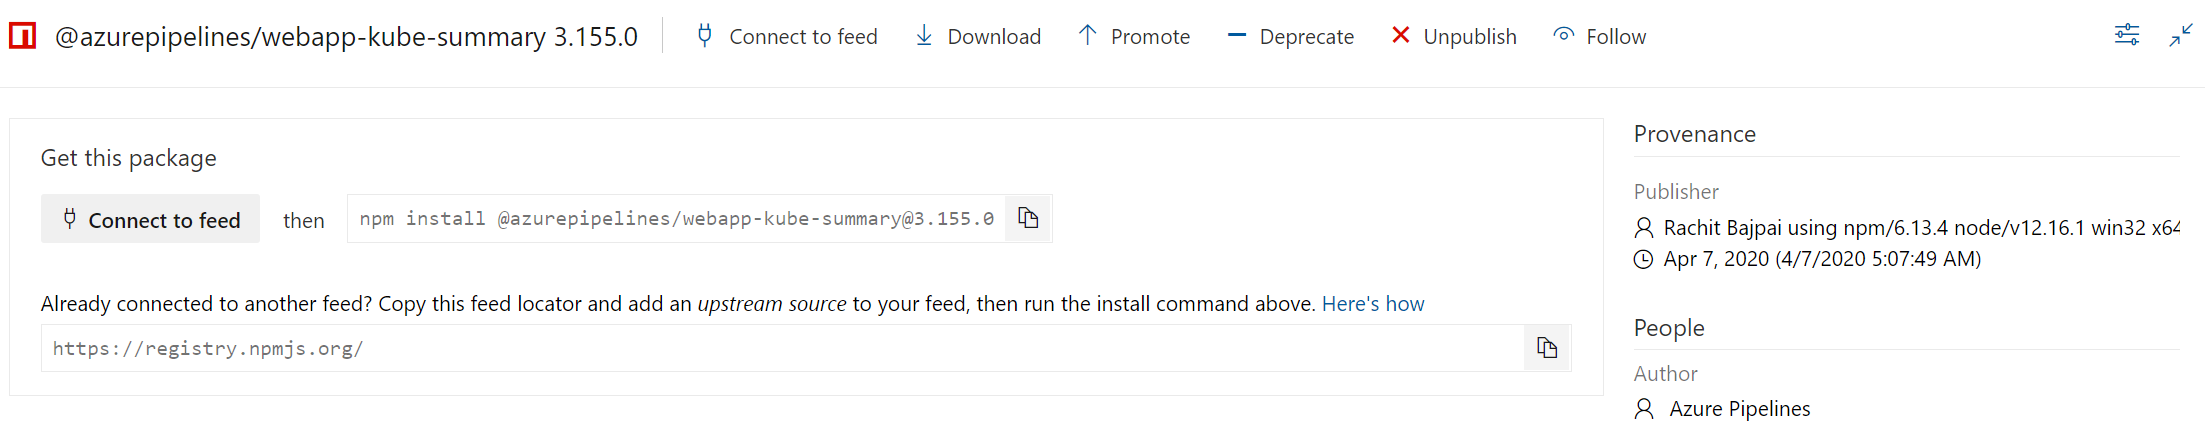 @azurepipelines/webapp-kube-summary 3.155.0
Connect to feed
Download
Promote
Deprecate
Unpublish
Follow
Get this package
Connect to feed
then
npm install @azurepipelines/webapp-kube-summary@3.155.0
Already connected to another feed? Copy this feed locator and add an upstream source to your feed, then run the install command above. Here's how
https://registry.npmjs.org/
Provenance
Publisher
Rachit Bajpai using npm/6.13.4 node/v12.16.1 win32 x64
Apr 7, 2020 (4/7/2020 5:07:49 AM)
People
Author
Azure Pipelines